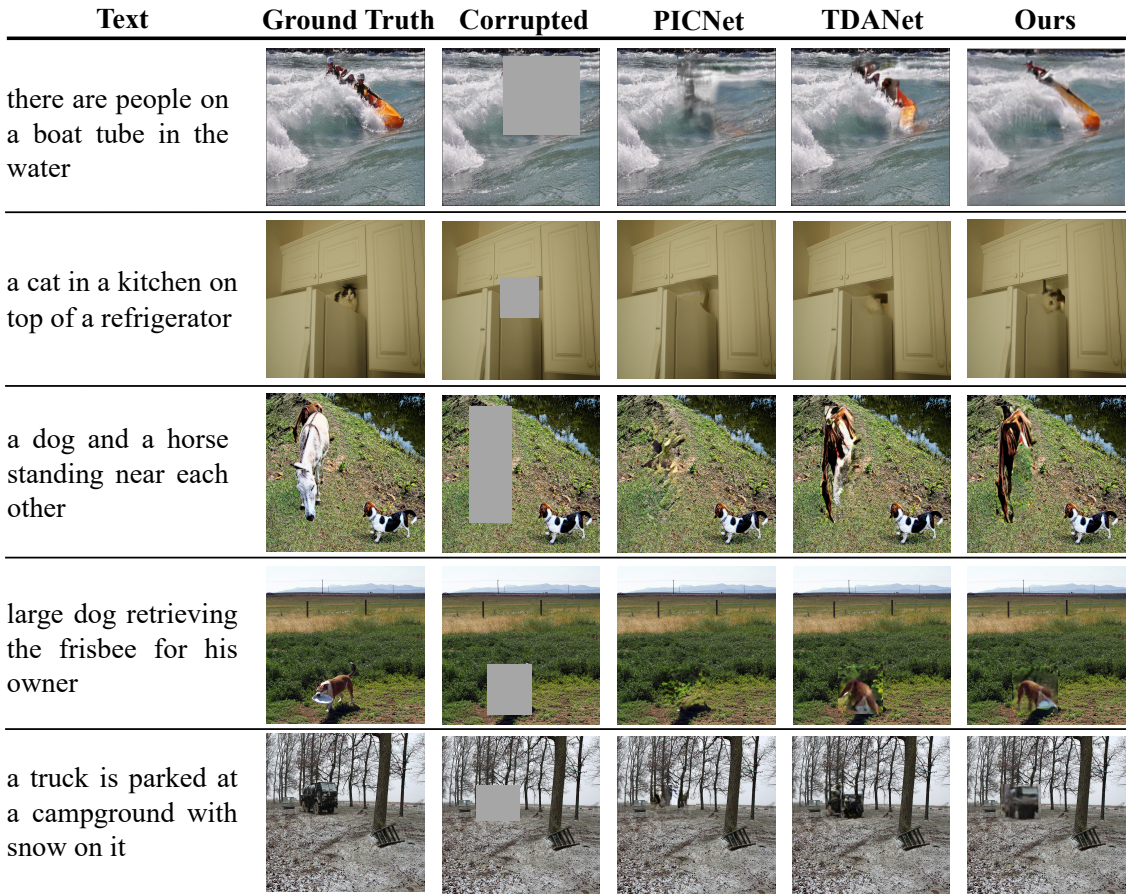 Text Ground Truth Corrupted PICNet TDANet Ours
there are people on
a boat tube in the
water
a cat in a kitchen on
top of a refrigerator
a dog and a horse
standing near each
other
large dog retrieving
the frisbee for his
owner
a truck is parked at
a campground with
snow on it